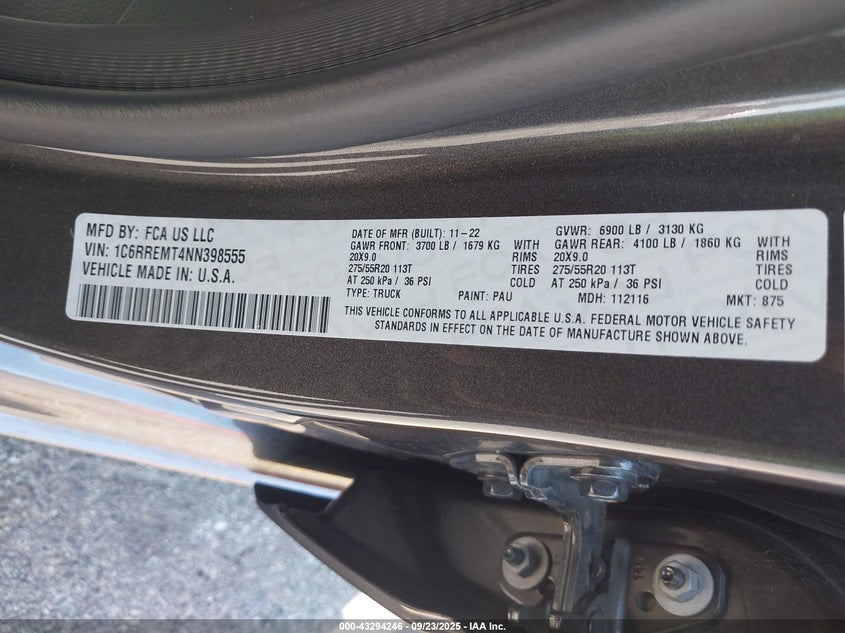 MFD BY: FCA US LLC
VIN: 1C6RREMT4NN398555
VEHICLE MADE IN U.S.A.
DATE OF MFR (BUILT): 11-22 GVWR: 6900 LB / 3130 KG
GAWR FRONT: 3700 LB / 1679 KG WITH GAWR REAR: 4100 LB / 1860 KG WITH
20X9.0 RIMS 20X9.0 RIMS
275/55R20 113T TIRES 275/55R20 113T TIRES
AT 250 kPa / 36 PSI COLD AT 250 kPa / 36 PSI COLD
TYPE: TRUCK PAINT: PAU MDH: 112116 MKT: 875
THIS VEHICLE CONFORMS TO ALL APPLICABLE U.S.A. FEDERAL MOTOR VEHICLE SAFETY
STANDARDS IN EFFECT ON THE DATE OF MANUFACTURE SHOWN ABOVE.
000-43294246 - 09/23/2025 - IAA Inc.